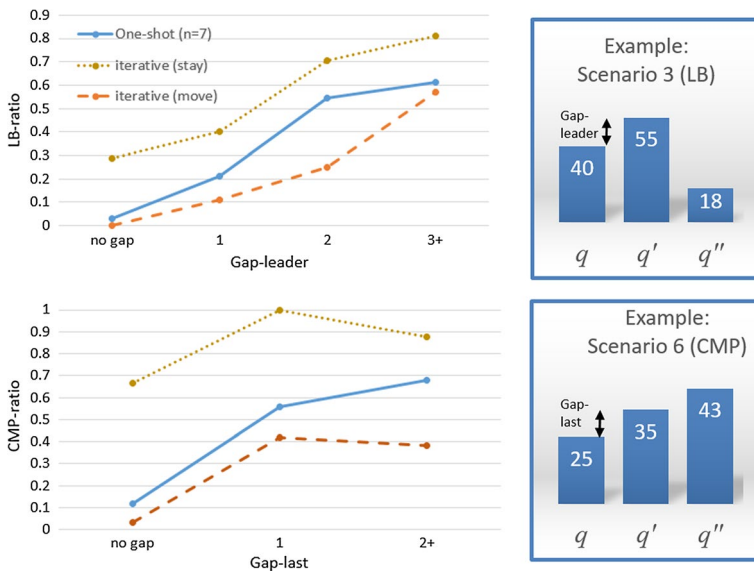 0.9
0.8
0.7
0.6
0.5
0.4
0.3
0.2
0.1
0
LB-ratio
One-shot (n=7)
iterative (stay)
iterative (move)
no gap 1 2 3+
Gap-leader
Example:
Scenario 3 (LB)
Gap-
leader
40 55 18
q q′ q″
1
0.9
0.8
0.7
0.6
0.5
0.4
0.3
0.2
0.1
0
CMP-ratio
no gap 1 2+
Gap-last
Example:
Scenario 6 (CMP)
Gap-
last
25 35 43
q q′ q″